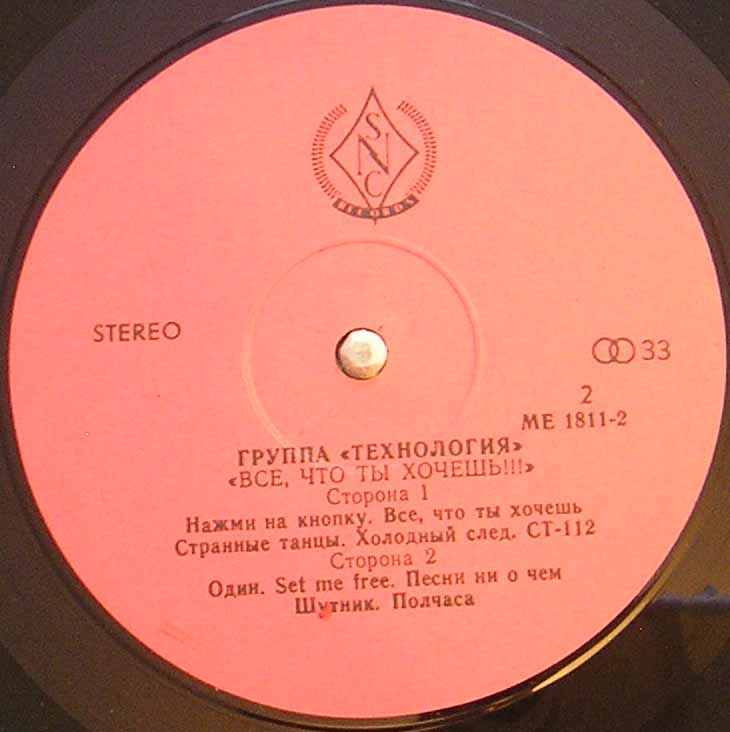 SNC
RECORDS
STEREO
33
2
ME 1811-2
ГРУППА «ТЕХНОЛОГИЯ»
«ВСЕ, ЧТО ТЫ ХОЧЕШЬ!!!»
Сторона 1
Нажми на кнопку. Все, что ты хочешь
Странные танцы. Холодный след. СТ-112
Сторона 2
Один. Set me free. Песни ни о чем
Шутник. Полчаса